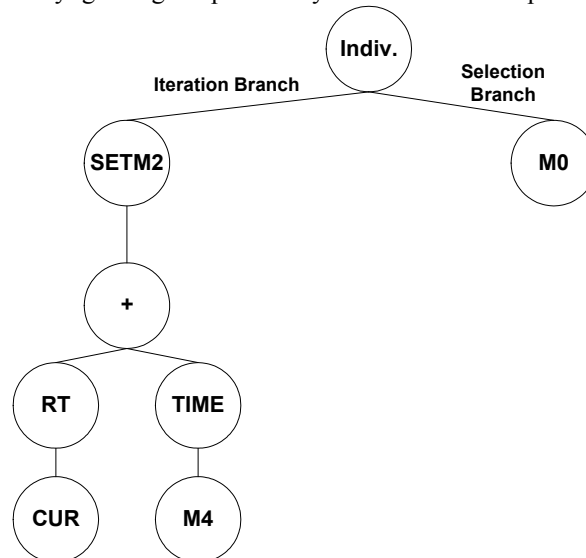 Indiv.
Iteration Branch
Selection
Branch
SETM2
M0
+
RT
TIME
CUR
M4